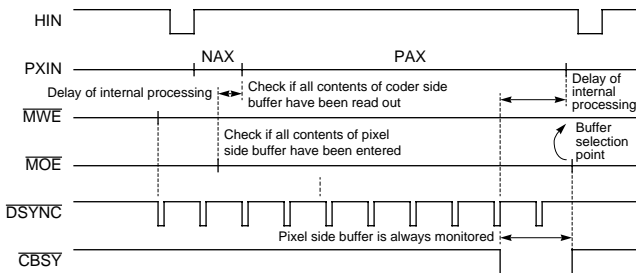 HIN
NAX PAX
PXIN
Delay of internal processing
Check if all contents of coder side
buffer have been read out
Delay of
internal
processing
MWE
Check if all contents of pixel
side buffer have been entered
Buffer
selection
point
MOE
DSYNC
Pixel side buffer is always monitored
CBSY